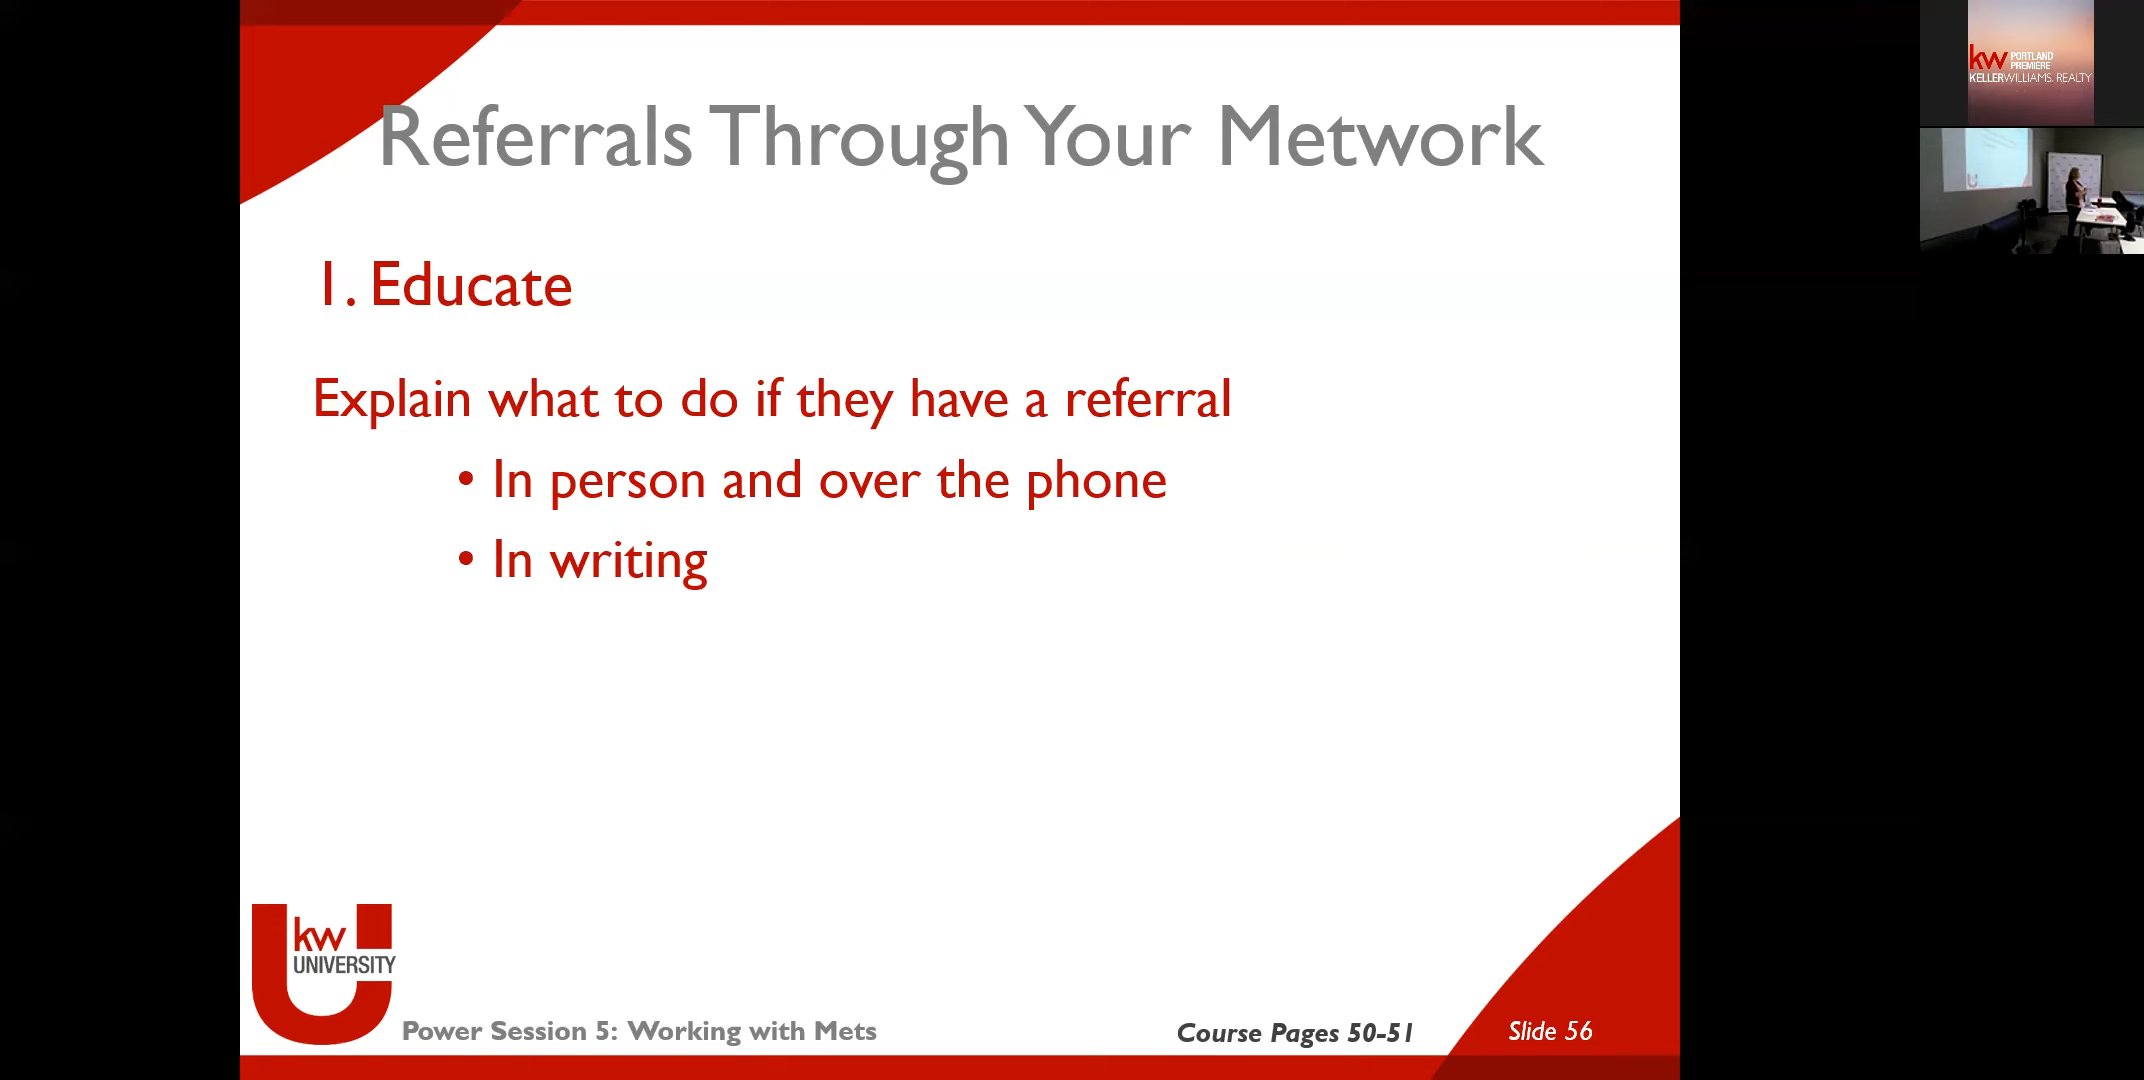 Referrals Through Your Metwork
1. Educate
Explain what to do if they have a referral
• In person and over the phone
• In writing
kw
UNIVERSITY
Power Session 5: Working with Mets
Course Pages 50-51
Slide 56
kw PORTLAND
PREMIERE
KELLERWILLIAMS. REALTY